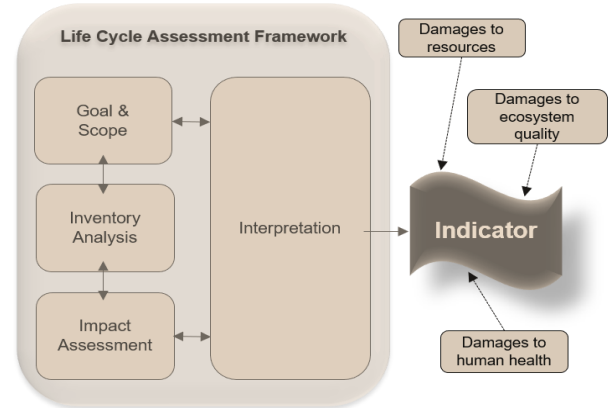 Life Cycle Assessment Framework
Goal &
Scope
Inventory
Analysis
Impact
Assessment
Interpretation
Damages to
resources
Damages to
ecosystem
quality
Indicator
Damages to
human health